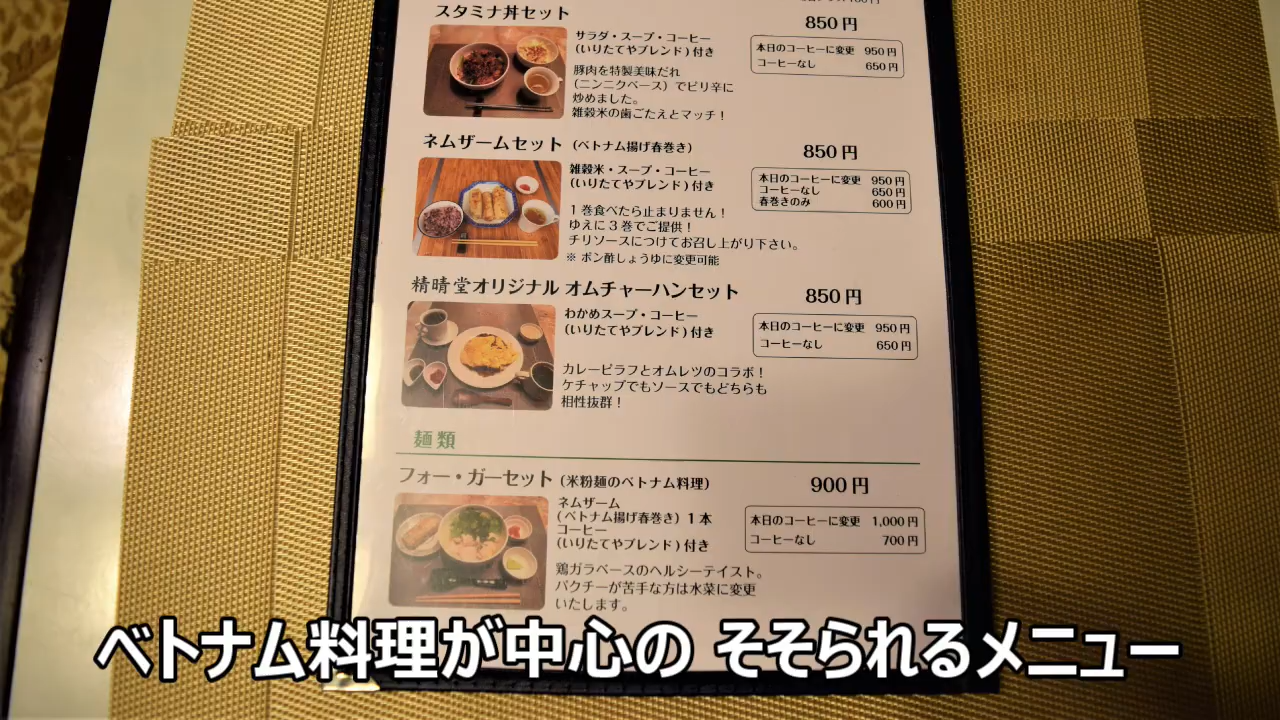 スタミナ丼セット
850円
サラダ・スープ・コーヒー
(いりたてやブレンド)付き
本日のコーヒーに変更 950円
コーヒーなし 650円
豚肉を特製美味だれ
(ニンニクベース)でピリ辛に
炒めました。
雑穀米の歯ごたえとマッチ!
ネムザームセット(ベトナム揚げ春巻き)
850円
雑穀米・スープ・コーヒー
(いりたてやブレンド)付き
本日のコーヒーに変更 950円
コーヒーなし 650円
春巻きのみ 600円
1巻食べたら止まりません!
ゆえに3巻でご提供!
チリソースにつけてお召し上がり下さい。
※ ポン酢しょうゆに変更可能
精晴堂オリジナル オムチャーハンセット
850円
わかめスープ・コーヒー
(いりたてやブレンド)付き
本日のコーヒーに変更 950円
コーヒーなし 650円
カレーピラフとオムレツのコラボ!
ケチャップでもソースでもどちらも
相性抜群!
麺類
フォー・ガーセット(米粉麺のベトナム料理)
900円
ネムザーム
(ベトナム揚げ春巻き)1本
コーヒー
(いりたてやブレンド)付き
本日のコーヒーに変更 1,000円
コーヒーなし 700円
鶏ガラベースのヘルシーテイスト。
パクチーが苦手な方は水菜に変更
いたします。
ベトナム料理が中心の そそられるメニュー